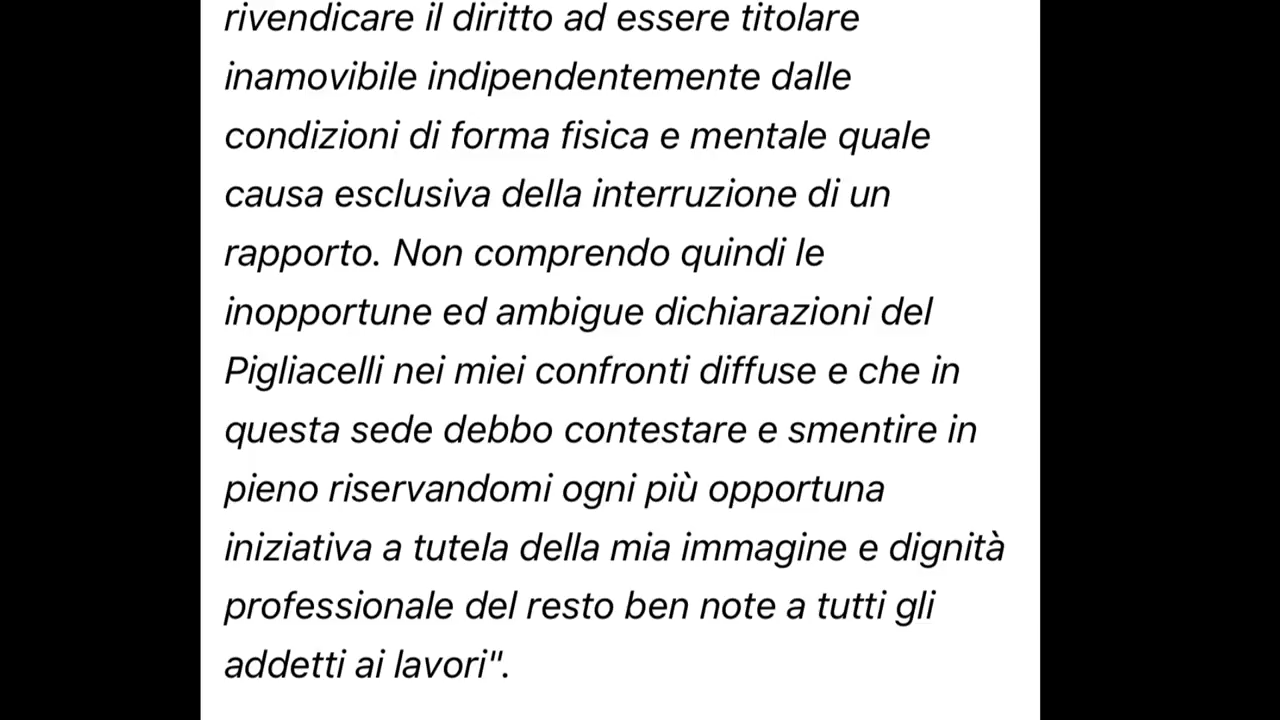 rivendicare il diritto ad essere titolare
inamovibile indipendentemente dalle
condizioni di forma fisica e mentale quale
causa esclusiva della interruzione di un
rapporto. Non comprendo quindi le
inopportune ed ambigue dichiarazioni del
Pigliacelli nei miei confronti diffuse e che in
questa sede debbo contestare e smentire in
pieno riservandomi ogni più opportuna
iniziativa a tutela della mia immagine e dignità
professionale del resto ben note a tutti gli
addetti ai lavori".